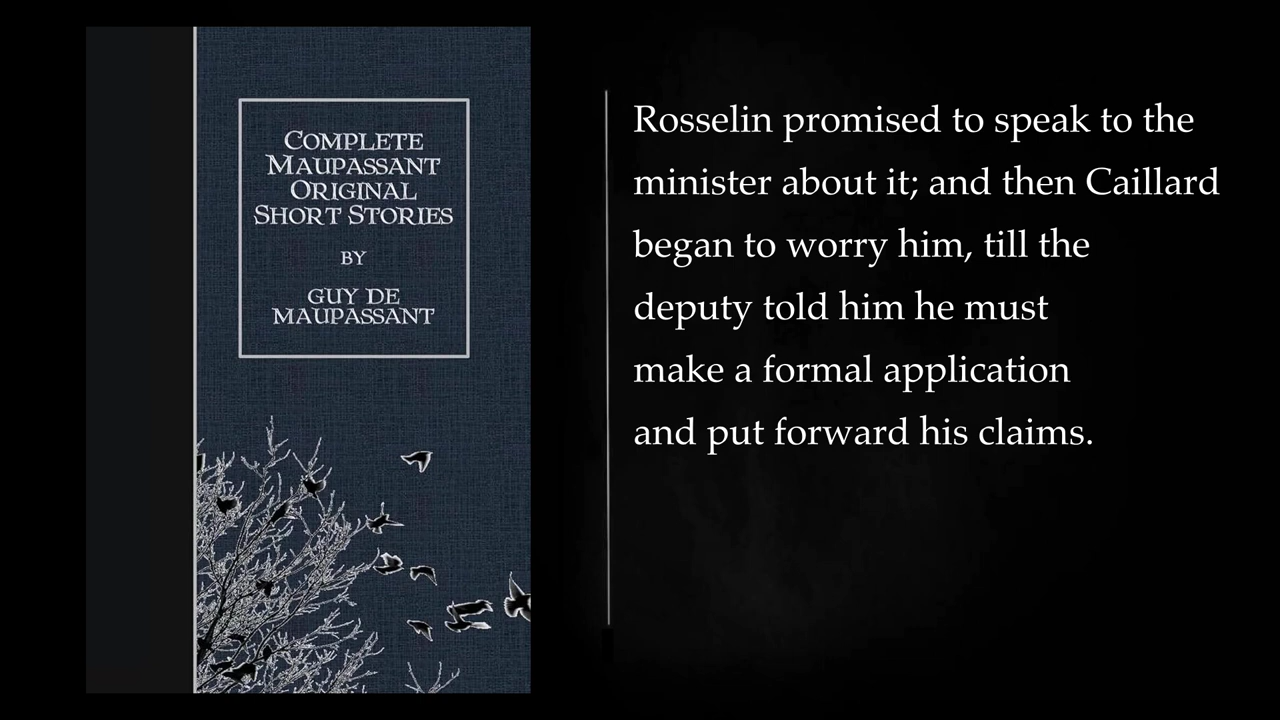 COMPLETE
MAUPASSANT
ORIGINAL
SHORT STORIES
BY
GUY DE
MAUPASSANT
Rosselin promised to speak to the
minister about it; and then Caillard
began to worry him, till the
deputy told him he must
make a formal application
and put forward his claims.